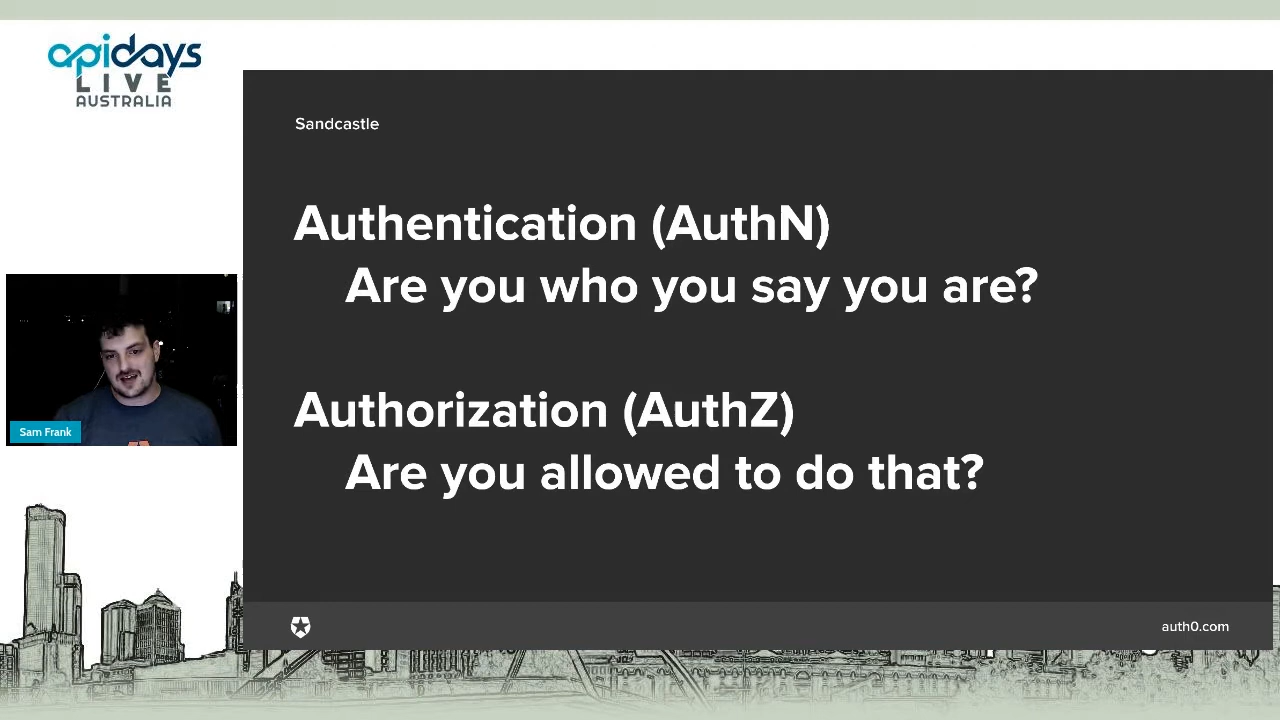 apidays
LIVE
AUSTRALIA
Sandcastle
Authentication (AuthN)
Are you who you say you are?
Authorization (AuthZ)
Are you allowed to do that?
Sam Frank
auth0.com